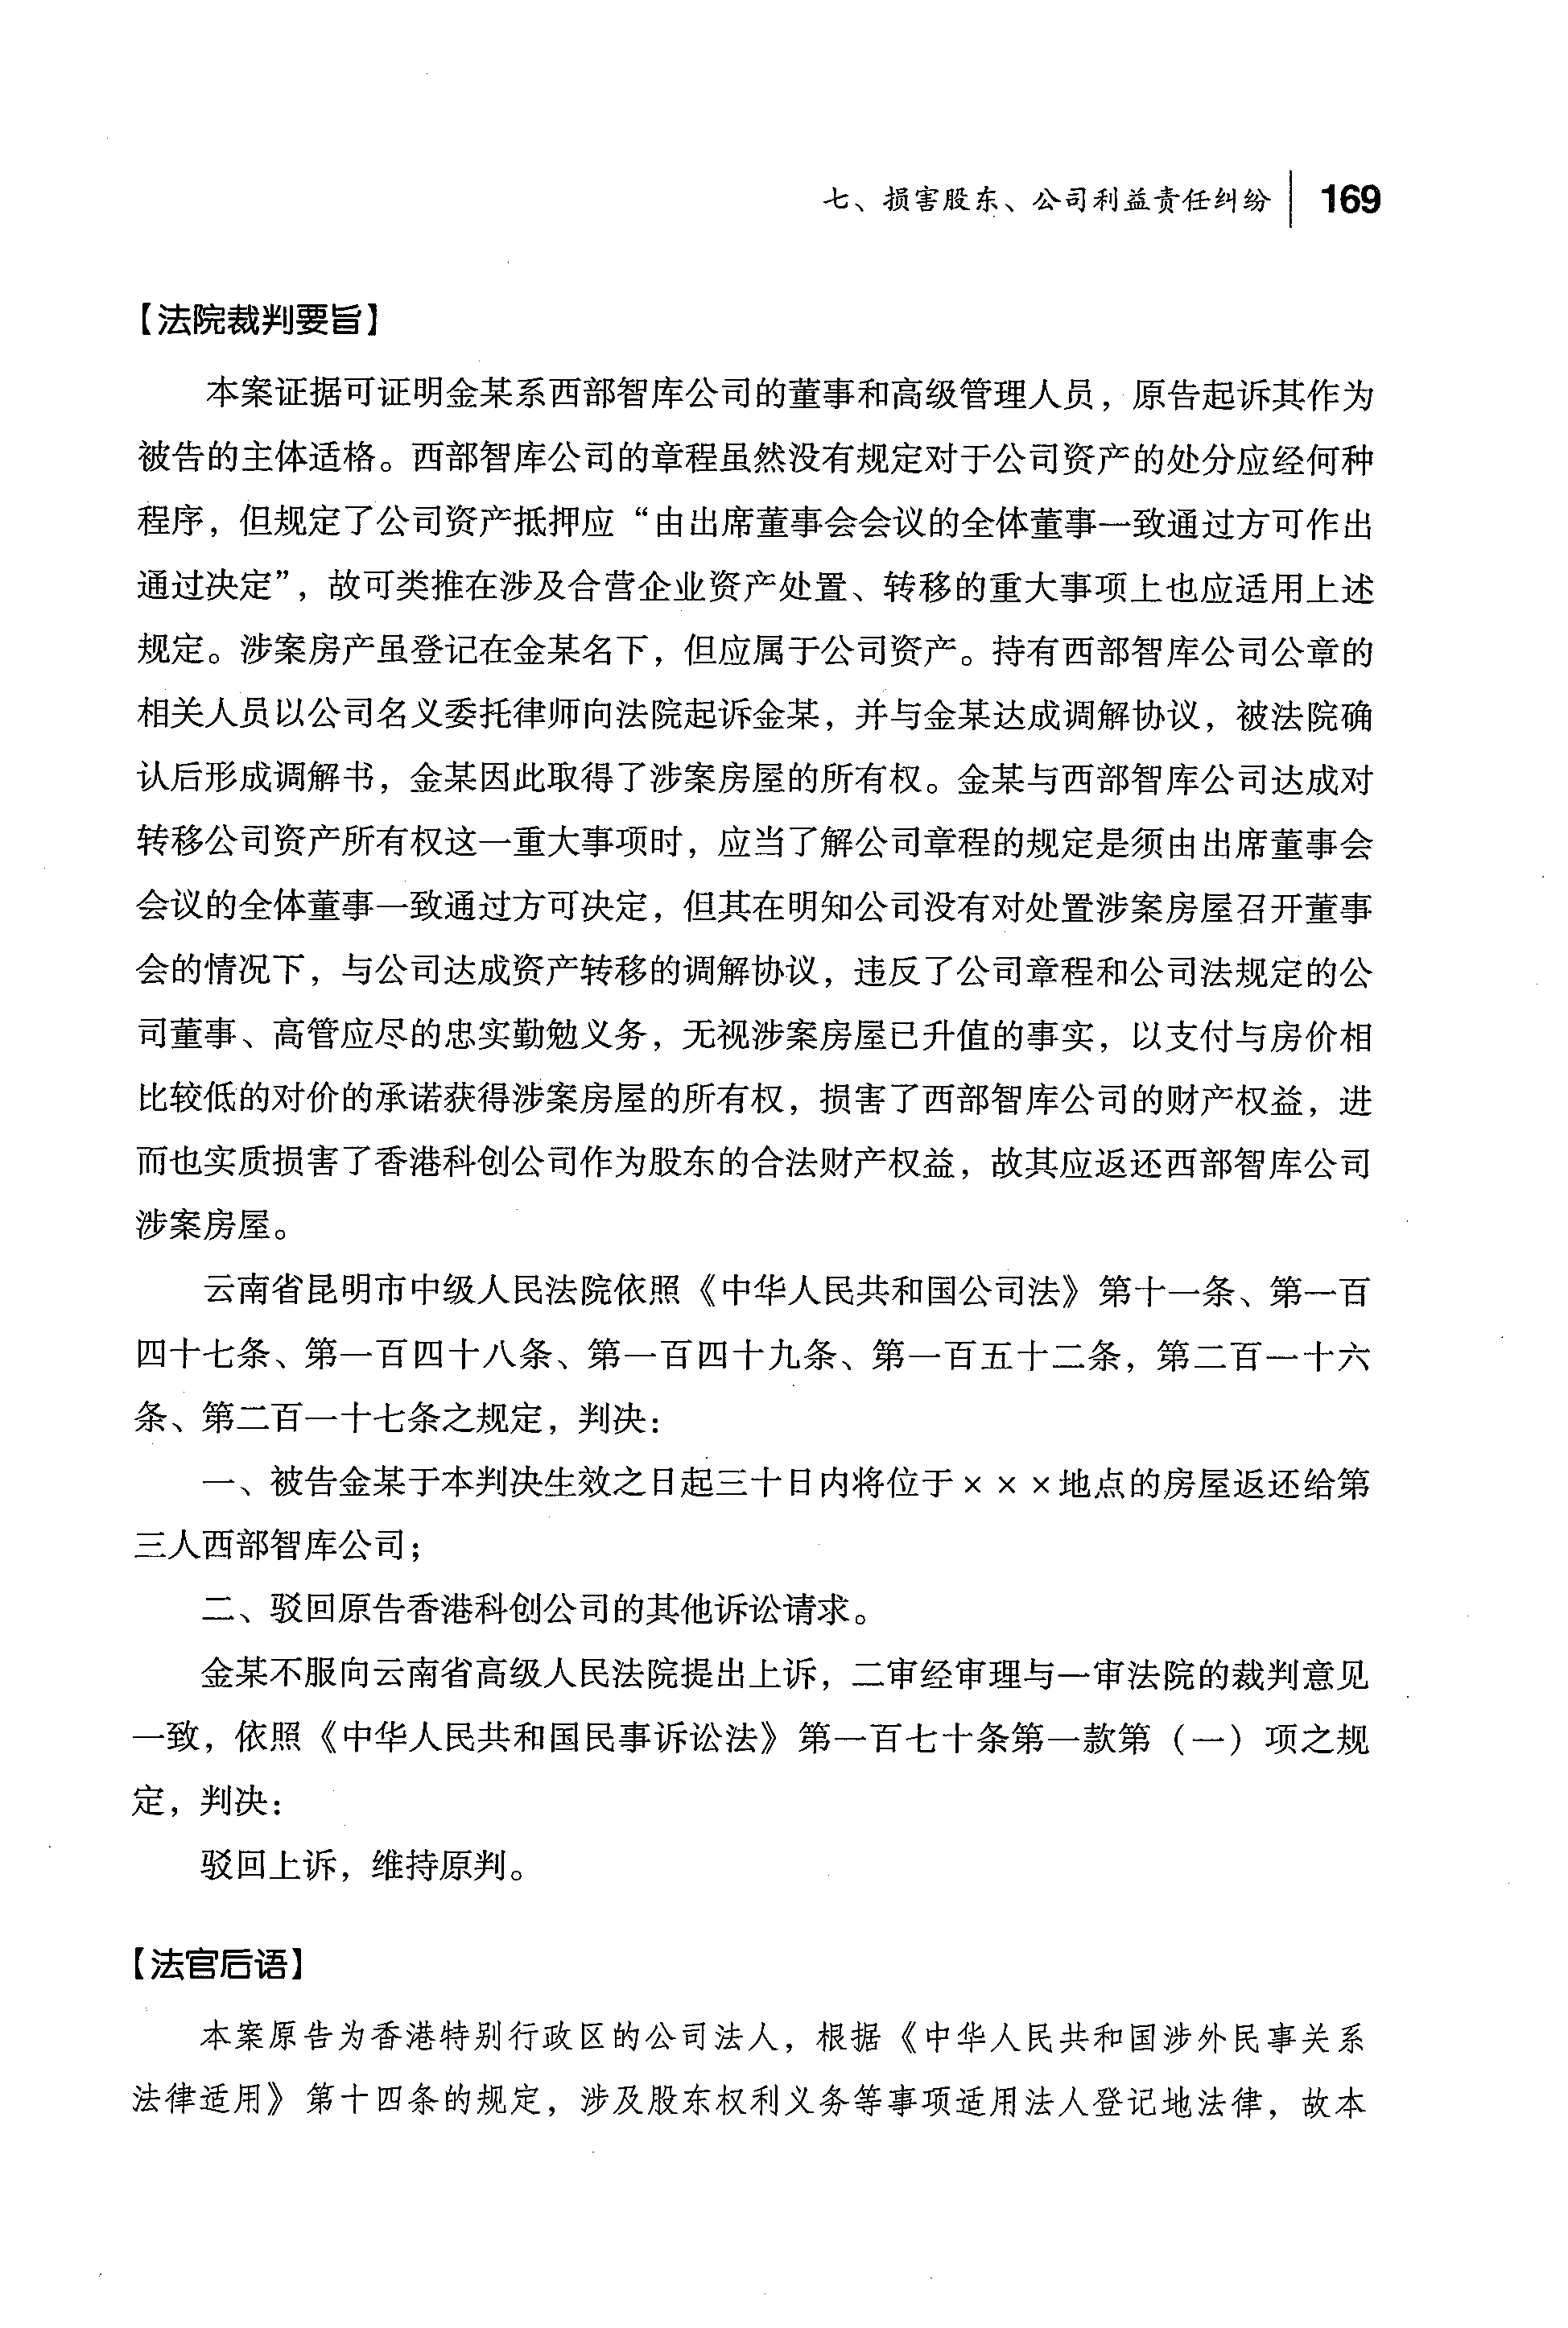 七、损害股东、公司利益责任纠纷 169
【法院裁判要旨】
本案证据可证明金某系西部智库公司的董事和高级管理人员，原告起诉其作为
被告的主体适格。西部智库公司的章程虽然没有规定对于公司资产的处分应经何种
程序，但规定了公司资产抵押应“由出席董事会会议的全体董事一致通过方可作出
通过决定”，故可类推在涉及合营企业资产处置、转移的重大事项上也应适用上述
规定。涉案房产虽登记在金某名下，但应属于公司资产。持有西部智库公司公章的
相关人员以公司名义委托律师向法院起诉金某，并与金某达成调解协议，被法院确
认后形成调解书，金某因此取得了涉案房屋的所有权。金某与西部智库公司达成对
转移公司资产所有权这一重大事项时，应当了解公司章程的规定是须由出席董事会
会议的全体董事一致通过方可决定，但其在明知公司没有对处置涉案房屋召开董事
会的情况下，与公司达成资产转移的调解协议，违反了公司章程和公司法规定的公
司董事、高管应尽的忠实勤勉义务，无视涉案房屋已升值的事实，以支付与房价相
比较低的对价的承诺获得涉案房屋的所有权，损害了西部智库公司的财产权益，进
而也实质损害了香港科创公司作为股东的合法财产权益，故其应返还西部智库公司
涉案房屋。
云南省昆明市中级人民法院依照《中华人民共和国公司法》第十一条、第一百
四十七条、第一百四十八条、第一百四十九条、第一百五十二条，第二百一十六
条、第二百一十七条之规定，判决：
一、被告金某于本判决生效之日起三十日内将位于×××地点的房屋返还给第
三人西部智库公司；
二、驳回原告香港科创公司的其他诉讼请求。
金某不服向云南省高级人民法院提出上诉，二审经审理与一审法院的裁判意见
一致，依照《中华人民共和国民事诉讼法》第一百七十条第一款第（一）项之规
定，判决：
驳回上诉，维持原判。
【法官后语】
本案原告为香港特别行政区的公司法人，根据《中华人民共和国涉外民事关系
法律适用》第十四条的规定，涉及股东权利义务等事项适用法人登记地法律，故本